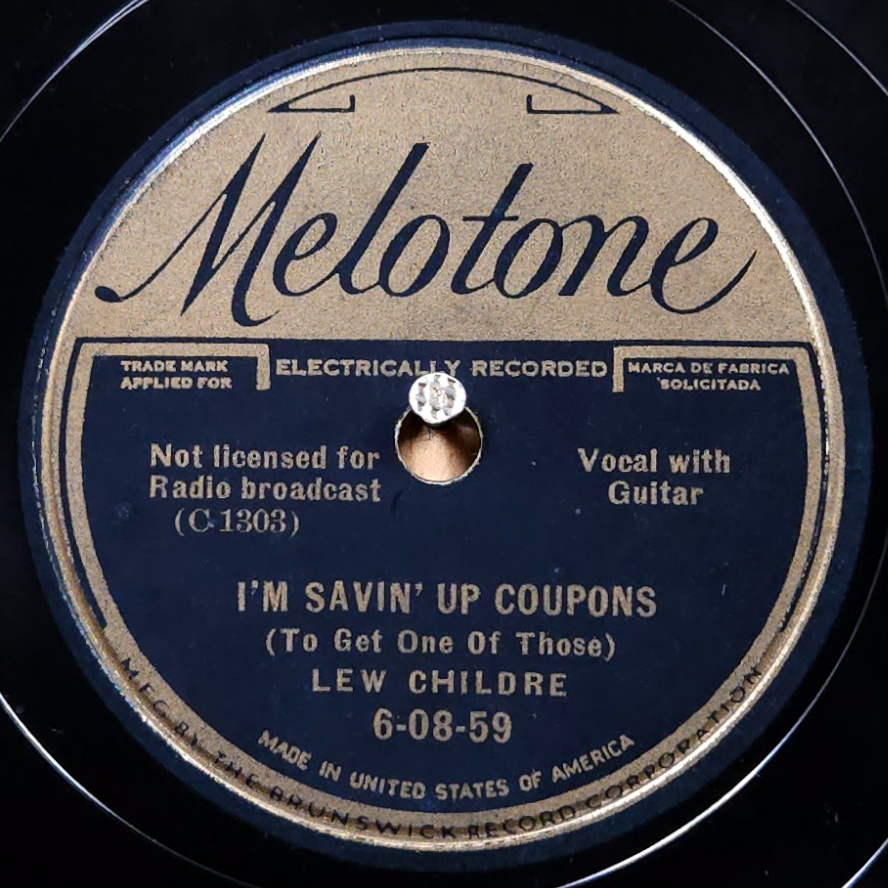 Melotone
TRADE MARK
APPLIED FOR
ELECTRICALLY RECORDED
MARCA DE FABRICA
SOLICITADA
Not licensed for
Radio broadcast
(C 1303)
Vocal with
Guitar
I'M SAVIN' UP COUPONS
(To Get One Of Those)
LEW CHILDRE
6-08-59
MADE IN UNITED STATES OF AMERICA
MFG BY THE BRUNSWICK RECORD CORPORATION